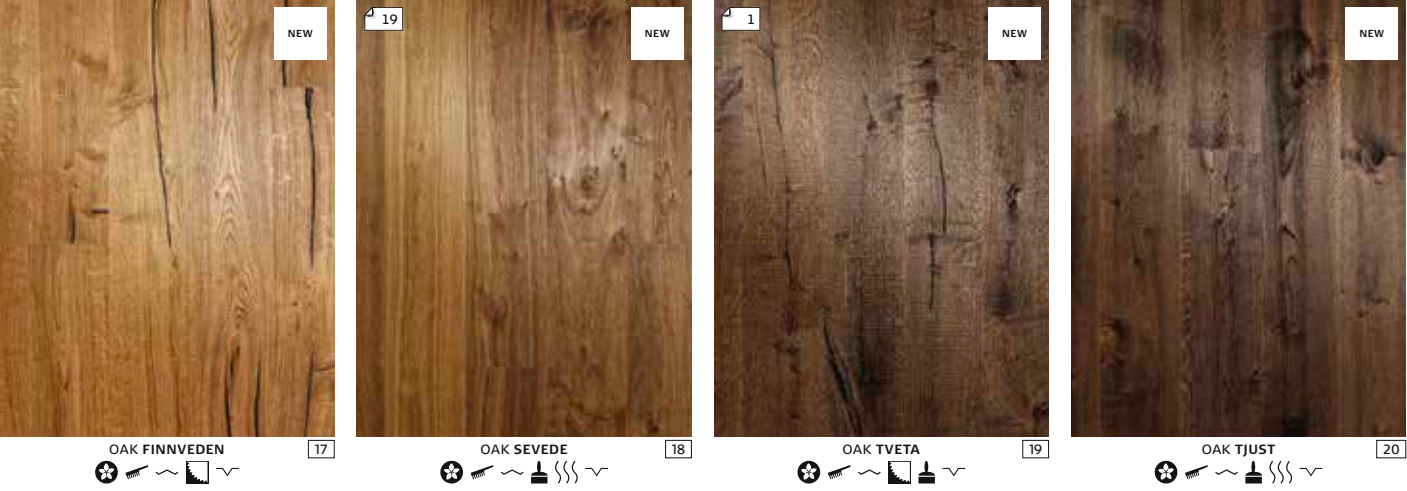 NEW
19
NEW
1
NEW
NEW
OAK FINNVEDEN 17
OAK SEVEDE 18
OAK TVETA 19
OAK TJUST 20